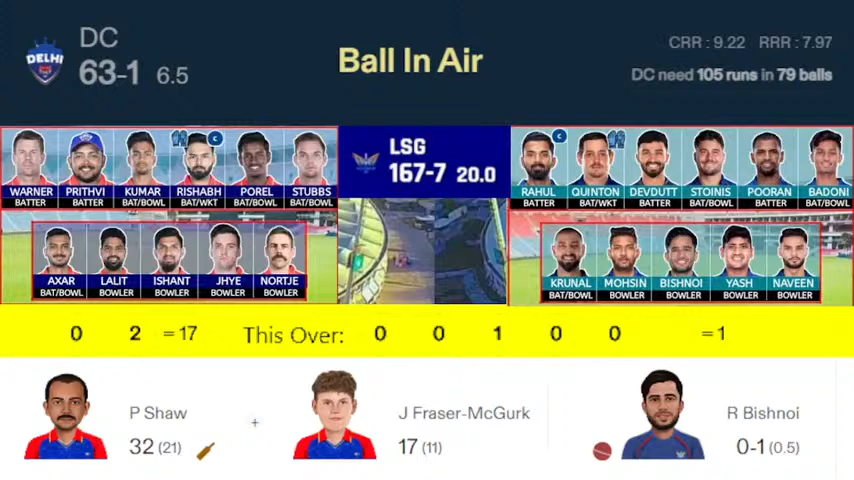 DC
63-1 6.5
DELHI
Ball In Air
CRR : 9.22 RRR : 7.97
DC need 105 runs in 79 balls
WARNER PRITHVI KUMAR RISHABH POREL STUBBS
BATTER BATTER BAT/BOWL BAT/WKT BAT/BOWL BAT/BOWL
C
AXAR LALIT ISHANT JHYE NORTJE
BAT/BOWL BOWLER BOWLER BOWLER BOWLER
LSG
167-7 20.0
C
RAHUL QUINTON DEVDUTT STOINIS POORAN BADONI
BATTER BAT/WKT BATTER BAT/BOWL BATTER BAT/BOWL
KRUNAL MOHSIN BISHNOI YASH NAVEEN
BAT/BOWL BOWLER BOWLER BOWLER BOWLER
0 2 = 17 This Over: 0 0 1 0 0 = 1
P Shaw
32 (21)
J Fraser-McGurk
17 (11)
R Bishnoi
0-1 (0.5)